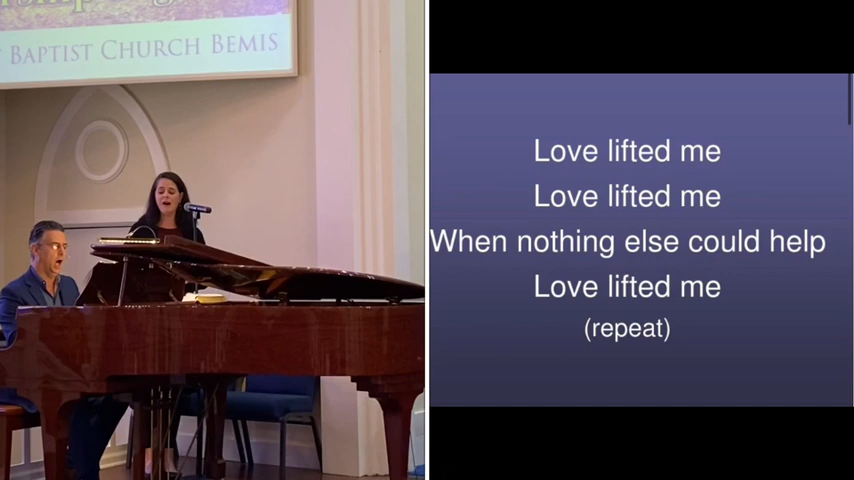 Baptist Church Bemis
Love lifted me
Love lifted me
When nothing else could help
Love lifted me
(repeat)